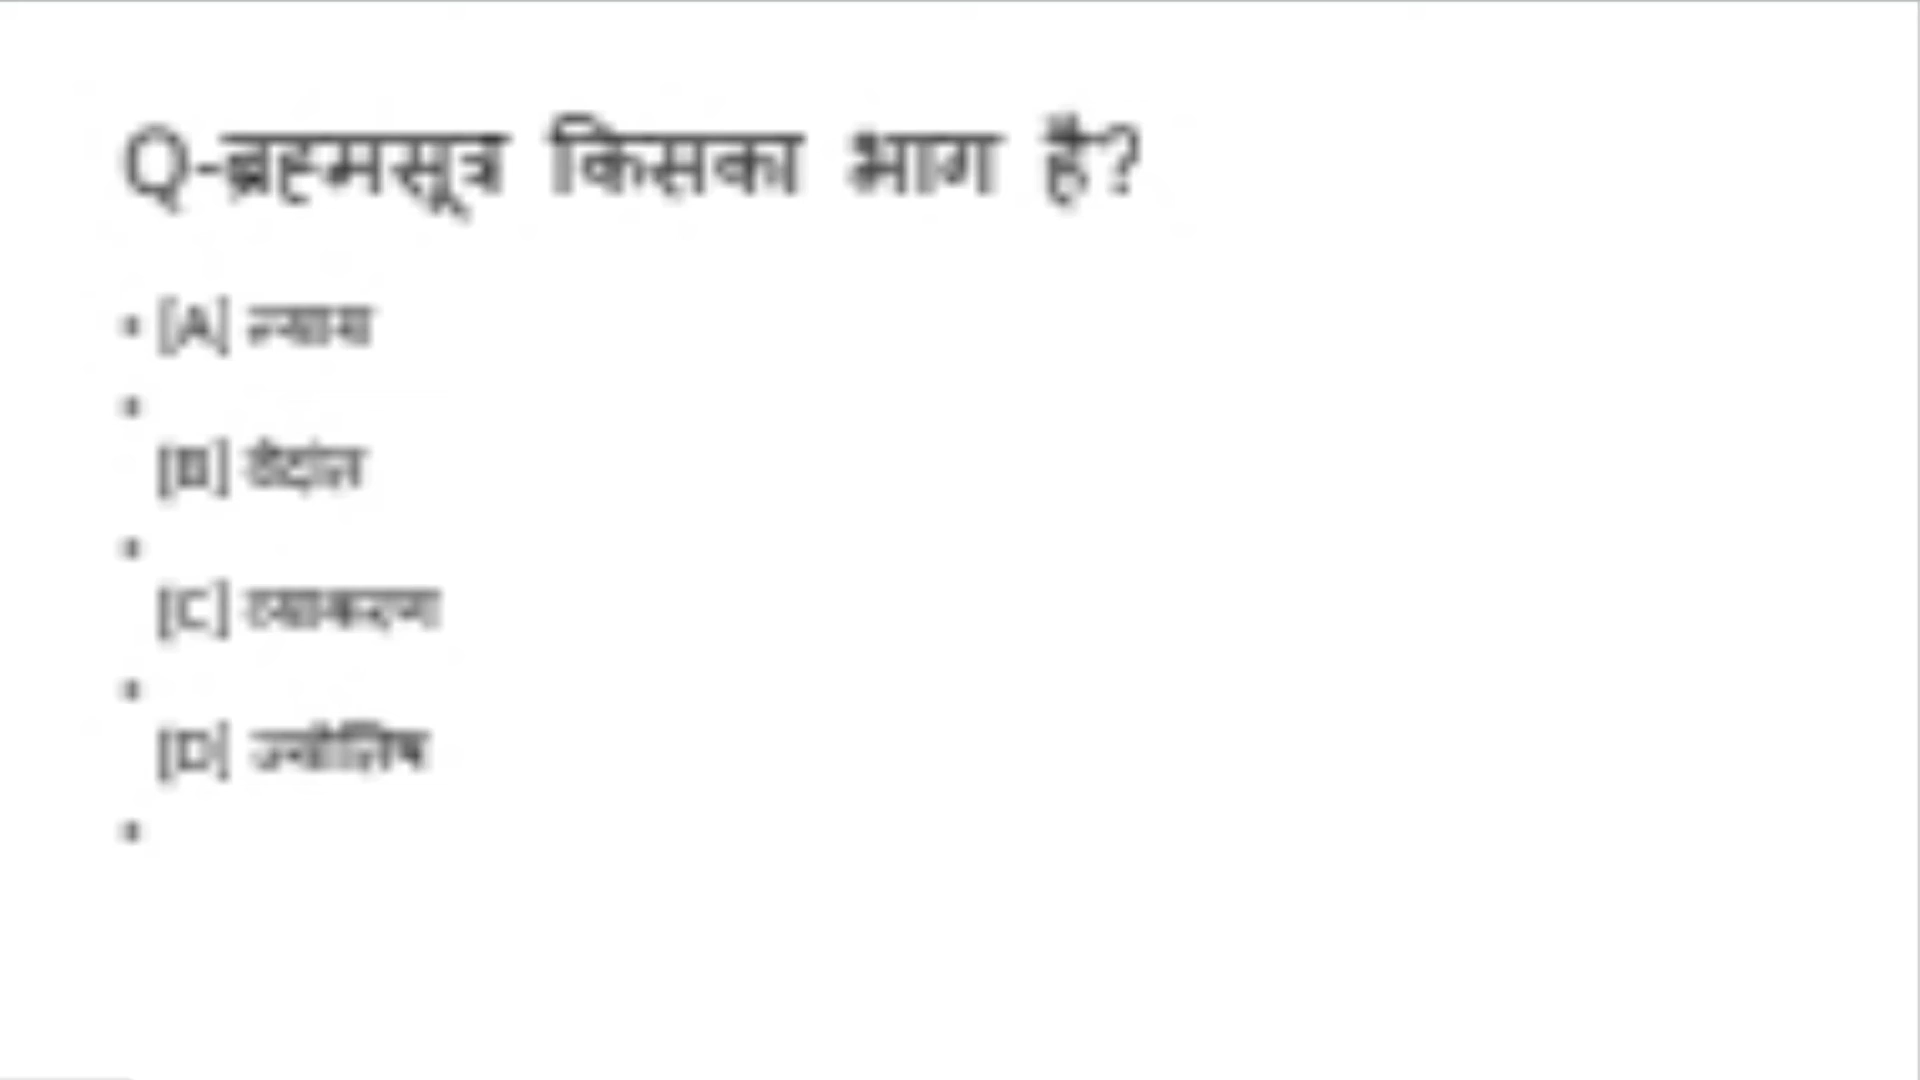 Q-ब्रह्मसूत्र किसका भाग है?
• [A] न्याय
•
[B] वेदांत
•
[C] व्याकरण
•
[D] ज्योतिष
•